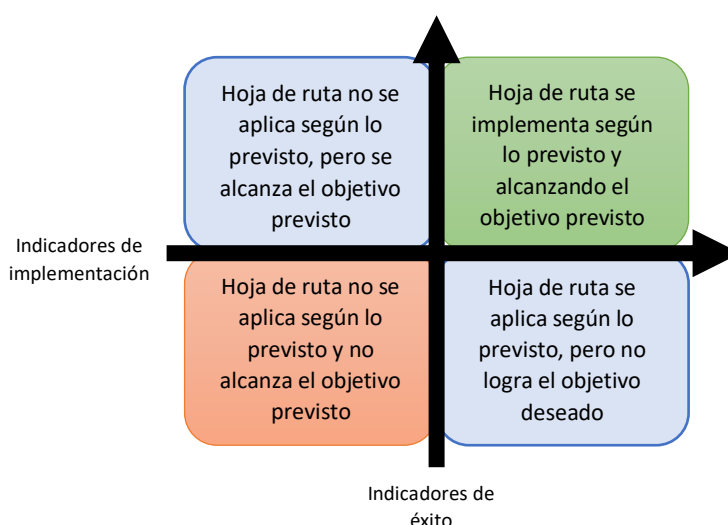 Hoja de ruta no se
aplica según lo
previsto, pero se
alcanza el objetivo
previsto
Hoja de ruta se
implementa según
lo previsto y
alcanzando el
objetivo previsto
Indicadores de
implementación
Hoja de ruta no se
aplica según lo
previsto y no
alcanza el objetivo
previsto
Hoja de ruta se
aplica según lo
previsto, pero no
logra el objetivo
deseado
Indicadores de
éxito